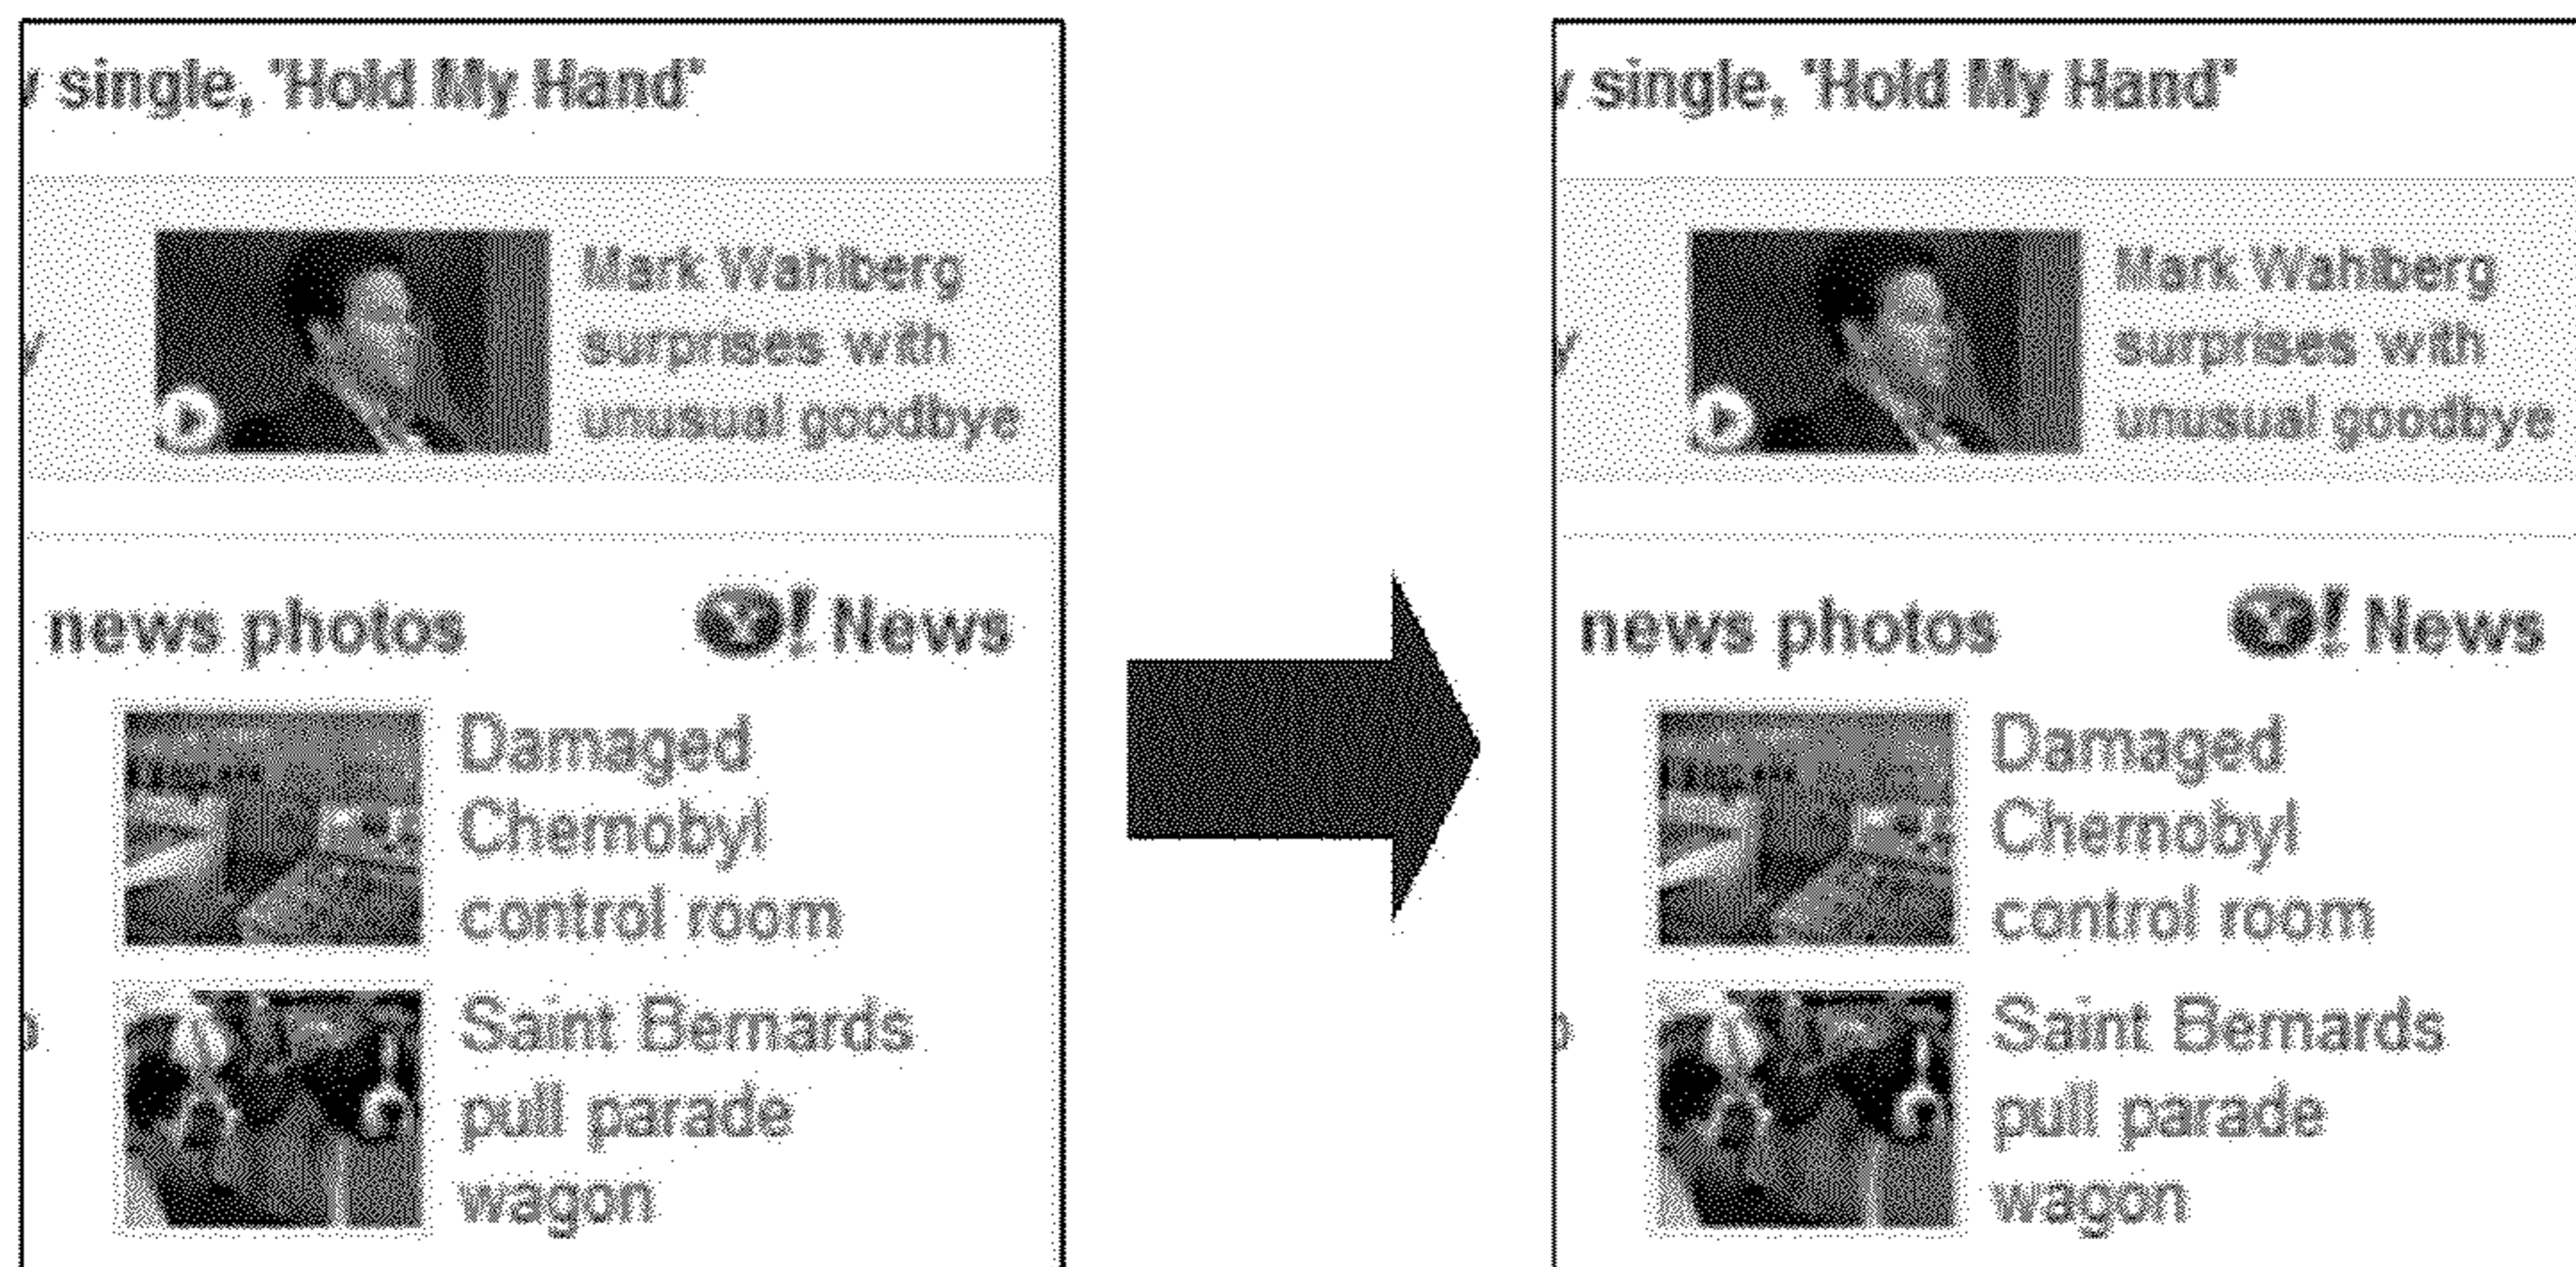 single, "Hold My Hand"
Mark Wahlberg
surprises with
unusual goodbye
news photos
Y! News
Damaged
Chernobyl
control room
Saint Bernards
pull parade
wagon
single, "Hold My Hand"
Mark Wahlberg
surprises with
unusual goodbye
news photos
Y! News
Damaged
Chernobyl
control room
Saint Bernards
pull parade
wagon